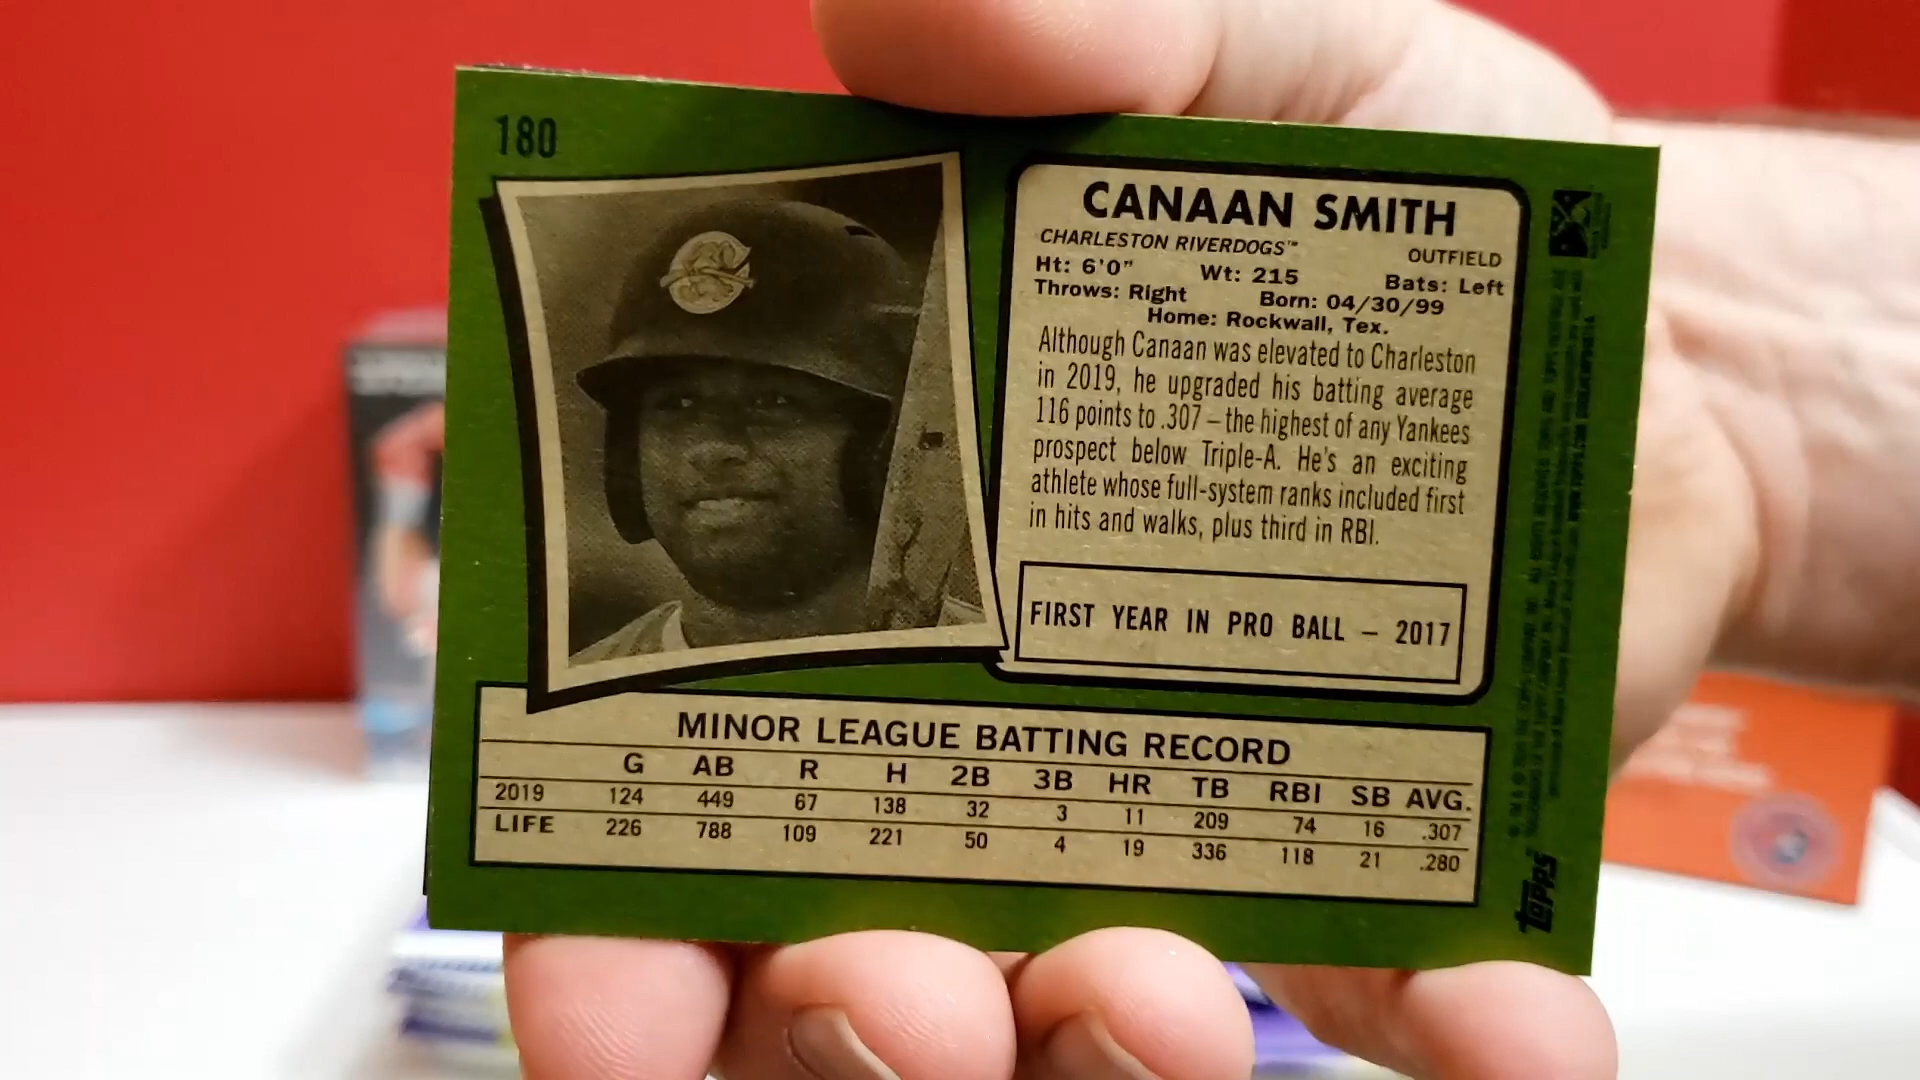 180
CANAAN SMITH
CHARLESTON RIVERDOGS™ OUTFIELD
Ht: 6'0" Wt: 215 Bats: Left
Throws: Right Born: 04/30/99
Home: Rockwall, Tex.
Although Canaan was elevated to Charleston
in 2019, he upgraded his batting average
116 points to .307 – the highest of any Yankees
prospect below Triple-A. He's an exciting
athlete whose full-system ranks included first
in hits and walks, plus third in RBI.
FIRST YEAR IN PRO BALL – 2017
MINOR LEAGUE BATTING RECORD
G AB R H 2B 3B HR TB RBI SB AVG.
2019 124 449 67 138 32 3 11 209 74 16 .307
LIFE 226 788 109 221 50 4 19 336 118 21 .280
TOPPS